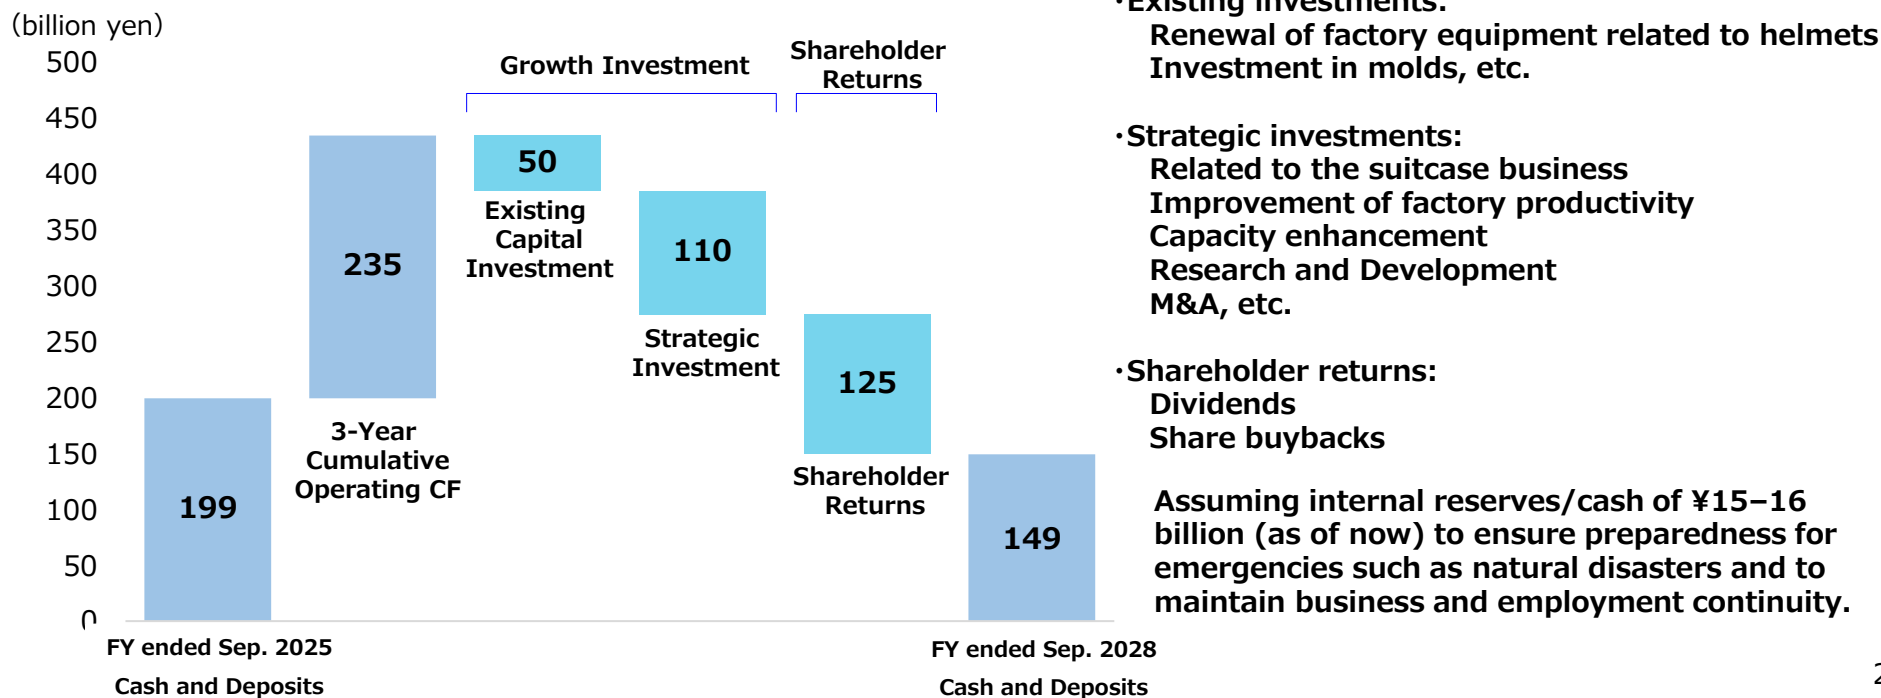 (billion yen)
500
450
400
350
300
250
200
150
100
50
0
Growth Investment
Shareholder
Returns
199
235
50
110
125
149
Existing
Capital
Investment
Strategic
Investment
3-Year
Cumulative
Operating CF
Shareholder
Returns
FY ended Sep. 2025
Cash and Deposits
FY ended Sep. 2028
Cash and Deposits
・Existing investments:
Renewal of factory equipment related to helmets
Investment in molds, etc.
・Strategic investments:
Related to the suitcase business
Improvement of factory productivity
Capacity enhancement
Research and Development
M&A, etc.
・Shareholder returns:
Dividends
Share buybacks
Assuming internal reserves/cash of ¥15–16
billion (as of now) to ensure preparedness for
emergencies such as natural disasters and to
maintain business and employment continuity.